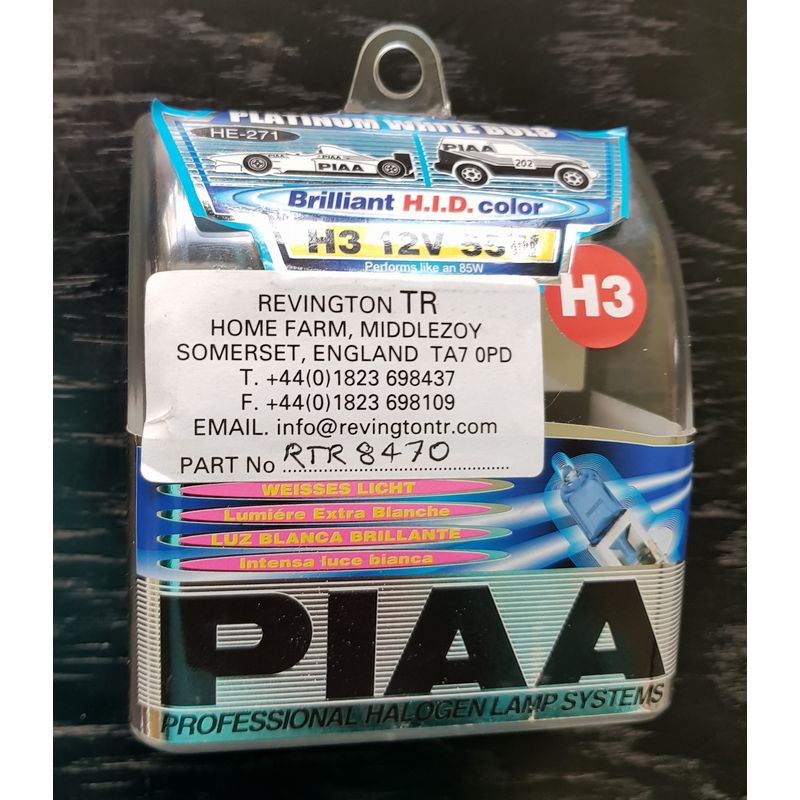 PLATINUM WHITE BULB
HE-271
PIAA
PIAA
202
Brilliant H.I.D. color
H3 12V 55W
Performs like an 85W
H3
REVINGTON TR
HOME FARM, MIDDLEZOY
SOMERSET, ENGLAND TA7 0PD
T. +44(0)1823 698437
F. +44(0)1823 698109
EMAIL. info@revingtontr.com
PART No RTR 8470
WEISSES LICHT
Lumiére Extra Blanche
LUZ BLANCA BRILLANTE
Intensa luce bianca
PIAA
PROFESSIONAL HALOGEN LAMP SYSTEMS